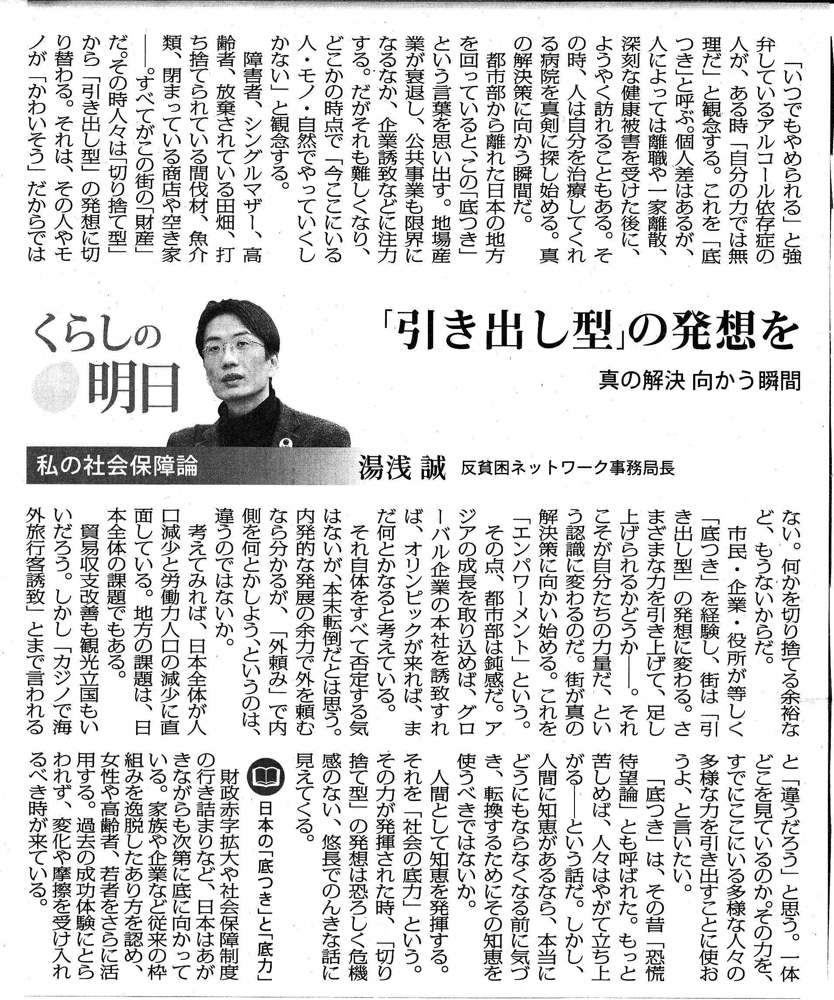 「引き出し型」の発想を
真の解決 向かう瞬間
くらしの
明日
私の社会保障論
湯浅 誠 反貧困ネットワーク事務局長
「いつでもやめられる」と強
弁しているアルコール依存症の
人が、ある時「自分の力では無
理だ」と観念する。これを「底
つき」と呼ぶ。個人差はあるが、
人によっては離職や一家離散、
深刻な健康被害を受けた後に、
ようやく訪れることもある。そ
の時、人は自分を治療してくれ
る病院を真剣に探し始める。真
の解決策に向かう瞬間だ。
都市部から離れた日本の地方
を回っていると、この「底つき」
という言葉を思い出す。地場産
業が衰退し、公共事業も限界に
なるなか、企業誘致などに注力
する。だがそれも難しくなり、
どこかの時点で「今ここにいる
人・モノ・自然でやっていくし
かない」と観念する。
障害者、シングルマザー、高
齢者、放棄されている田畑、打
ち捨てられている間伐材、魚介
類、閉まっている商店や空き家
――。すべてがこの街の「財産」
だ。その時人々は「切り捨て型」
から「引き出し型」の発想に切
り替わる。それは、その人やモ
ノが「かわいそう」だからでは
ない。何かを切り捨てる余裕な
ど、もうないからだ。
市民・企業・役所が等しく
「底つき」を経験し、街は「引
き出し型」の発想に変わる。さ
まざまな力を引き上げて、足し
上げられるかどうか――。それ
こそが自分たちの力量だ、とい
う認識に変わるのだ。街が真の
解決策に向かい始める。これを
「エンパワーメント」という。
その点、都市部は鈍感だ。ア
ジアの成長を取り込めば、グロ
ーバル企業の本社を誘致すれ
ば、オリンピックが来れば、ま
だ何とかなると考えている。
それ自体をすべて否定する気
はないが、本末転倒だとは思う。
内発的な発展の余力で外を頼む
なら分かるが、「外頼み」で内
側を何とかしよう、というのは、
違うのではないか。
考えてみれば、日本全体が人
口減少と労働力人口の減少に直
面している。地方の課題は、日
本全体の課題でもある。
貿易収支改善も観光立国もい
いだろう。しかし「カジノで海
外旅行客誘致」とまで言われる
と「違うだろう」と思う。一体
どこを見ているのか。その力を、
すでにここにいる多様な人々の
多様な力を引き出すことに使お
うよ、と言いたい。
「底つき」は、その昔「恐慌
待望論」とも呼ばれた。もっと
苦しめば、人々はやがて立ち上
がる――という話だ。しかし、
人間に知恵があるなら、本当に
どうにもならなくなる前に気づ
き、転換するためにその知恵を
使うべきではないか。
人間として知恵を発揮する。
それを「社会の底力」という。
その力が発揮された時、「切り
捨て型」の発想は恐ろしく危機
感のない、悠長でのんきな話に
見えてくる。
日本の「底つき」と「底力」
財政赤字拡大や社会保障制度
の行き詰まりなど、日本はあが
きながらも次第に底に向かって
いる。家族や企業など従来の枠
組みを逸脱したあり方を認め、
女性や高齢者、若者をさらに活
用する。過去の成功体験にとら
われず、変化や摩擦を受け入れ
るべき時が来ている。